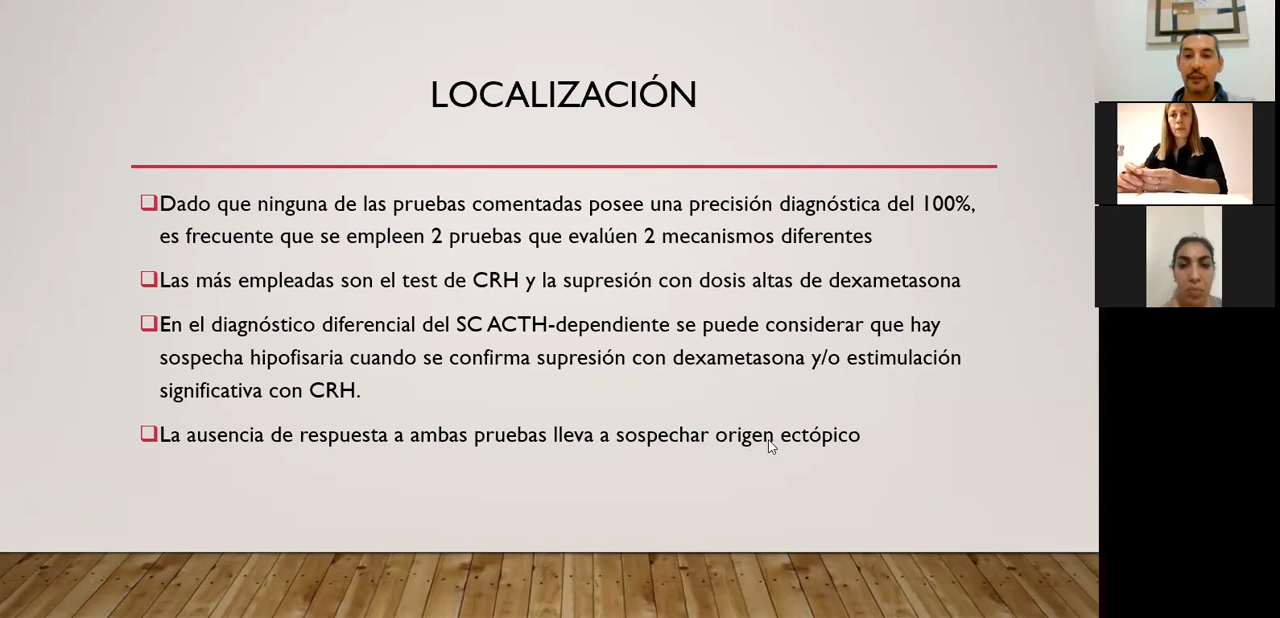 LOCALIZACIÓN
Dado que ninguna de las pruebas comentadas posee una precisión diagnóstica del 100%,
es frecuente que se empleen 2 pruebas que evalúen 2 mecanismos diferentes
Las más empleadas son el test de CRH y la supresión con dosis altas de dexametasona
En el diagnóstico diferencial del SC ACTH-dependiente se puede considerar que hay
sospecha hipofisaria cuando se confirma supresión con dexametasona y/o estimulación
significativa con CRH.
La ausencia de respuesta a ambas pruebas lleva a sospechar origen ectópico